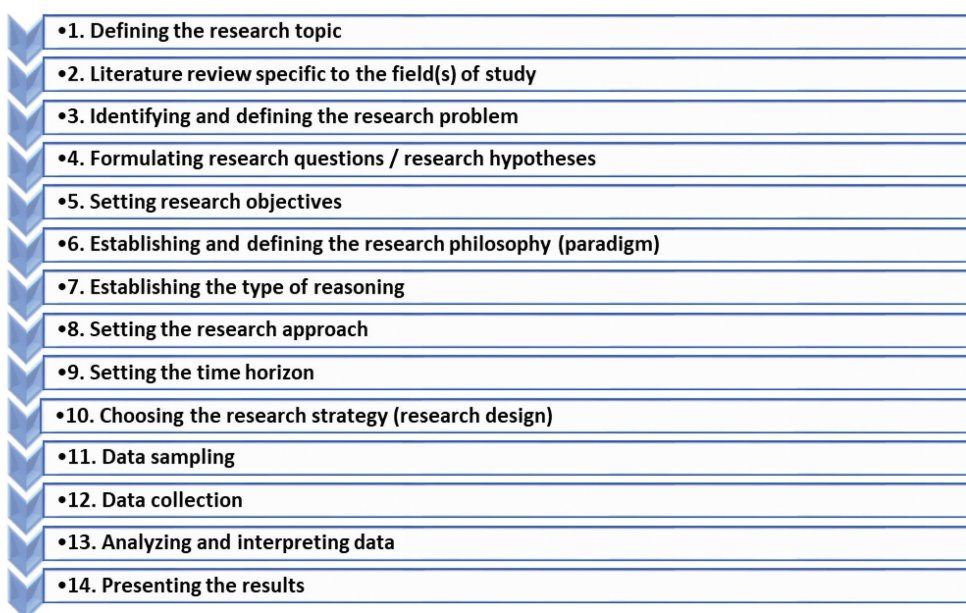 •1. Defining the research topic
•2. Literature review specific to the field(s) of study
•3. Identifying and defining the research problem
•4. Formulating research questions / research hypotheses
•5. Setting research objectives
•6. Establishing and defining the research philosophy (paradigm)
•7. Establishing the type of reasoning
•8. Setting the research approach
•9. Setting the time horizon
•10. Choosing the research strategy (research design)
•11. Data sampling
•12. Data collection
•13. Analyzing and interpreting data
•14. Presenting the results